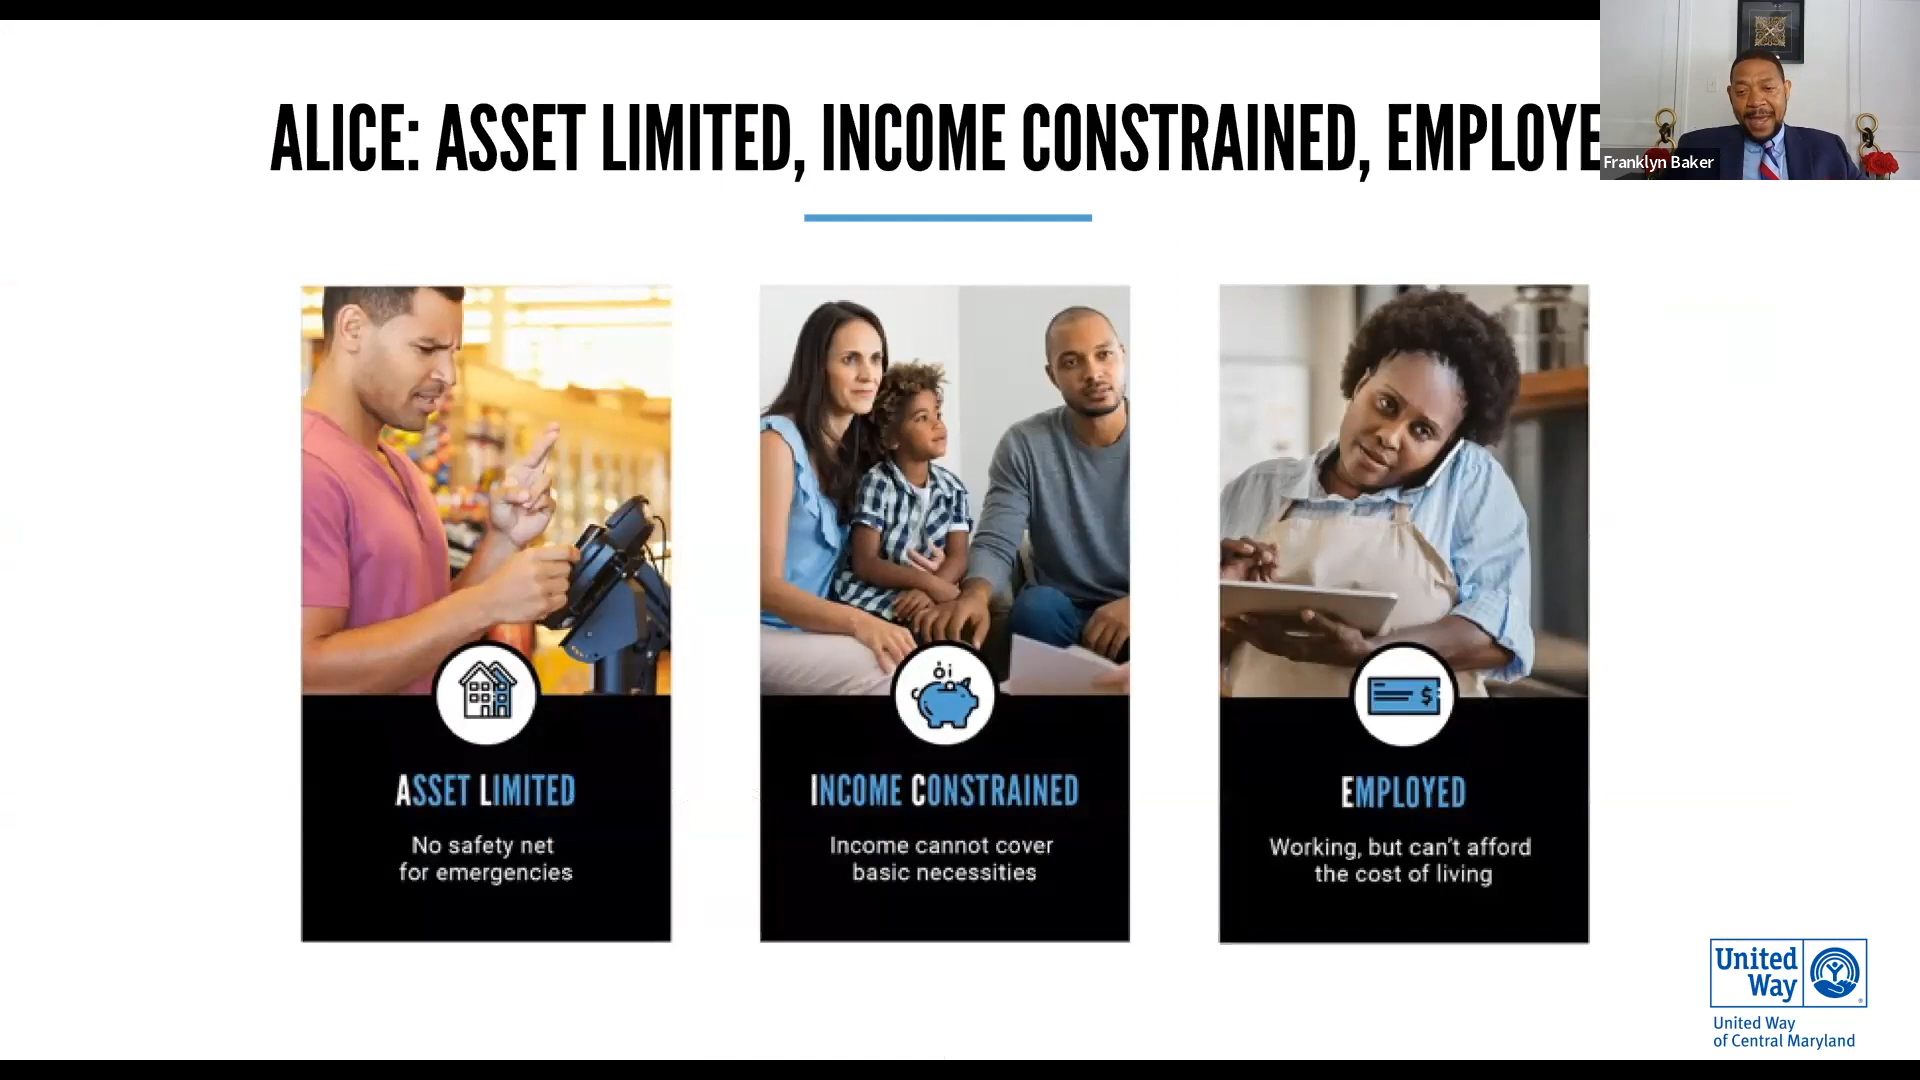 ALICE: ASSET LIMITED, INCOME CONSTRAINED, EMPLOYE
Franklyn Baker
ASSET LIMITED
No safety net
for emergencies
INCOME CONSTRAINED
Income cannot cover
basic necessities
EMPLOYED
Working, but can't afford
the cost of living
$
United
Way
®
United Way
of Central Maryland